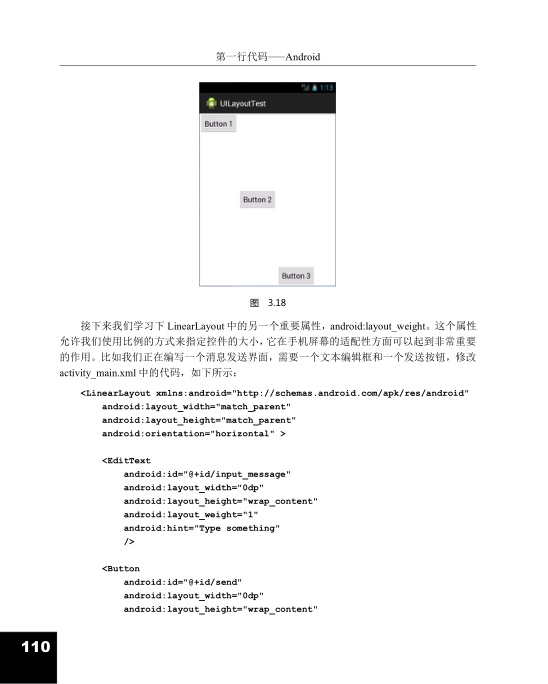 第一行代码——Android
1:13
UILayoutTest
Button 1
Button 2
Button 3
图 3.18
接下来我们学习下 LinearLayout 中的另一个重要属性，android:layout_weight。这个属性
允许我们使用比例的方式来指定控件的大小，它在手机屏幕的适配性方面可以起到非常重要
的作用。比如我们正在编写一个消息发送界面，需要一个文本编辑框和一个发送按钮，修改
activity_main.xml 中的代码，如下所示：
<LinearLayout xmlns:android="http://schemas.android.com/apk/res/android"
android:layout_width="match_parent"
android:layout_height="match_parent"
android:orientation="horizontal" >
<EditText
android:id="@+id/input_message"
android:layout_width="0dp"
android:layout_height="wrap_content"
android:layout_weight="1"
android:hint="Type something"
/>
<Button
android:id="@+id/send"
android:layout_width="0dp"
android:layout_height="wrap_content"
110